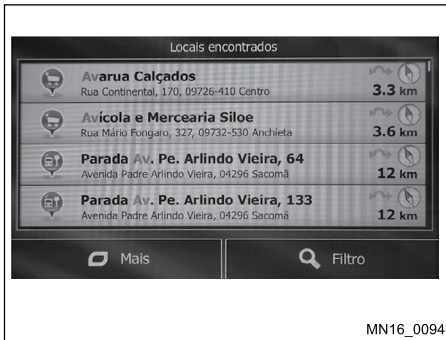 Locais encontrados
Avarua Calçados
Rua Continental, 170, 09726-410 Centro
3.3 km
Avícola e Mercearia Siloe
Rua Mário Fongaro, 327, 09732-530 Anchieta
3.6 km
Parada Av. Pe. Arlindo Vieira, 64
Avenida Padre Arlindo Vieira, 04296 Sacomã
12 km
Parada Av. Pe. Arlindo Vieira, 133
Avenida Padre Arlindo Vieira, 04296 Sacomã
12 km
Mais
Filtro
MN16_0094